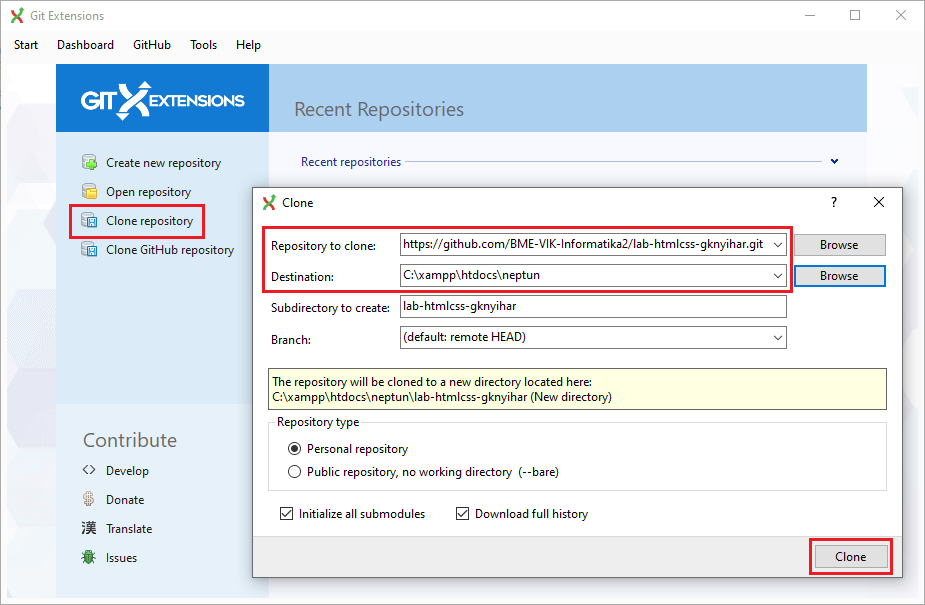 Git Extensions
Start Dashboard GitHub Tools Help
GIT EXTENSIONS
Recent Repositories
Recent repositories
Create new repository
Open repository
Clone repository
Clone GitHub repository
Contribute
Develop
Donate
漢 Translate
Issues
Clone ?
Repository to clone: https://github.com/BME-VIK-Informatika2/lab-htmlcss-gknyihar.git Browse
Destination: C:\xampp\htdocs\neptun Browse
Subdirectory to create: lab-htmlcss-gknyihar
Branch: (default: remote HEAD)
The repository will be cloned to a new directory located here:
C:\xampp\htdocs\neptun\lab-htmlcss-gknyihar (New directory)
Repository type
Personal repository
Public repository, no working directory (--bare)
Initialize all submodules Download full history
Clone